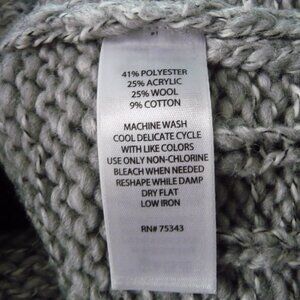 41% POLYESTER
25% ACRYLIC
25% WOOL
9% COTTON
MACHINE WASH
COOL DELICATE CYCLE
WITH LIKE COLORS
USE ONLY NON-CHLORINE
BLEACH WHEN NEEDED
RESHAPE WHILE DAMP
DRY FLAT
LOW IRON
RN# 75343